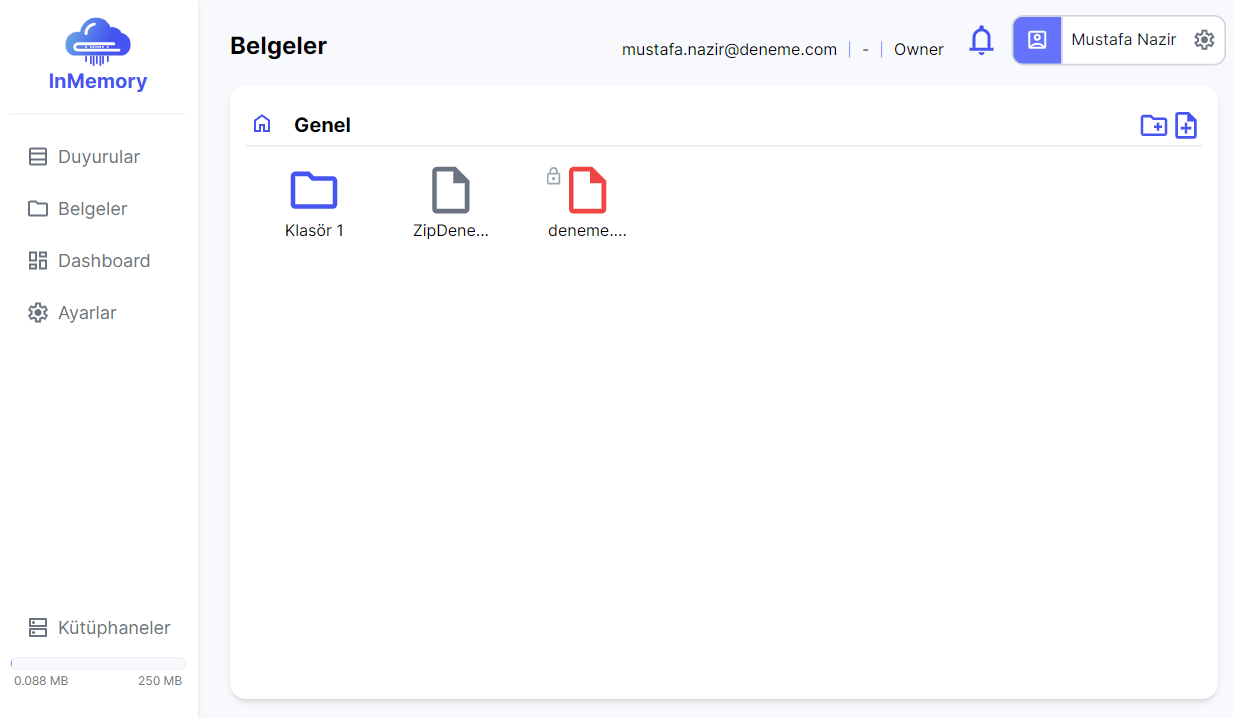 InMemory
Duyurular
Belgeler
Dashboard
Ayarlar
Kütüphaneler
0.088 MB 250 MB
Belgeler
mustafa.nazir@deneme.com | - | Owner
Mustafa Nazir
Genel
Klasör 1
ZipDene...
deneme....